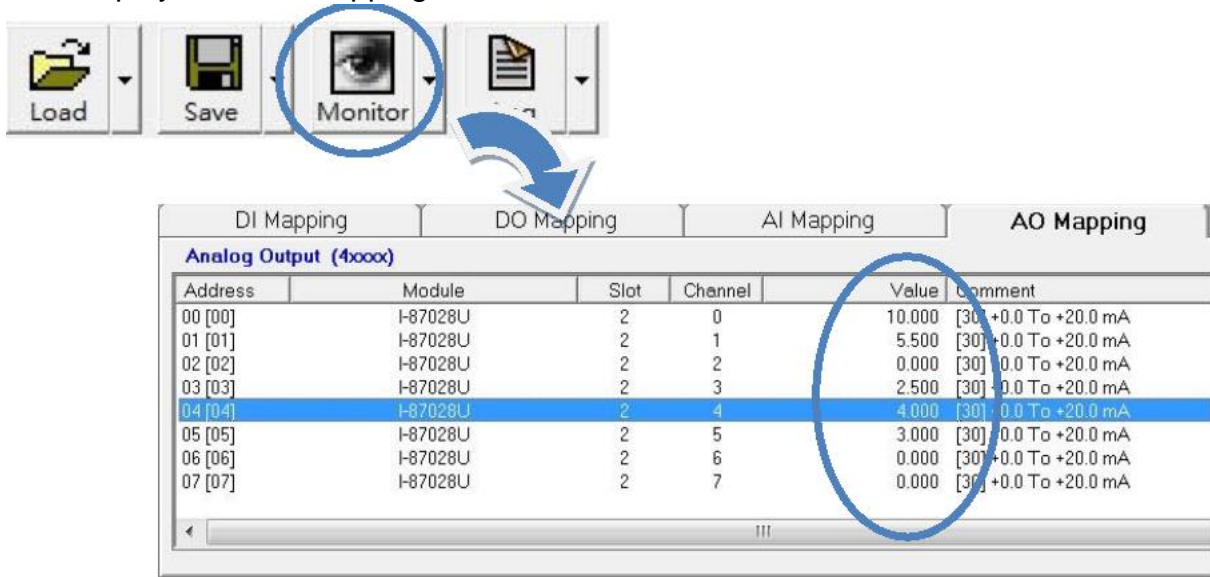 Load Save Monitor
DI Mapping DO Mapping AI Mapping AO Mapping
Analog Output (4xxxx)
Address Module Slot Channel Value Comment
00 [00] I-87028U 2 0 10.000 [30] +0.0 To +20.0 mA
01 [01] I-87028U 2 1 5.500 [30] +0.0 To +20.0 mA
02 [02] I-87028U 2 2 0.000 [30] +0.0 To +20.0 mA
03 [03] I-87028U 2 3 2.500 [30] +0.0 To +20.0 mA
04 [04] I-87028U 2 4 4.000 [30] +0.0 To +20.0 mA
05 [05] I-87028U 2 5 3.000 [30] +0.0 To +20.0 mA
06 [06] I-87028U 2 6 0.000 [30] +0.0 To +20.0 mA
07 [07] I-87028U 2 7 0.000 [30] +0.0 To +20.0 mA